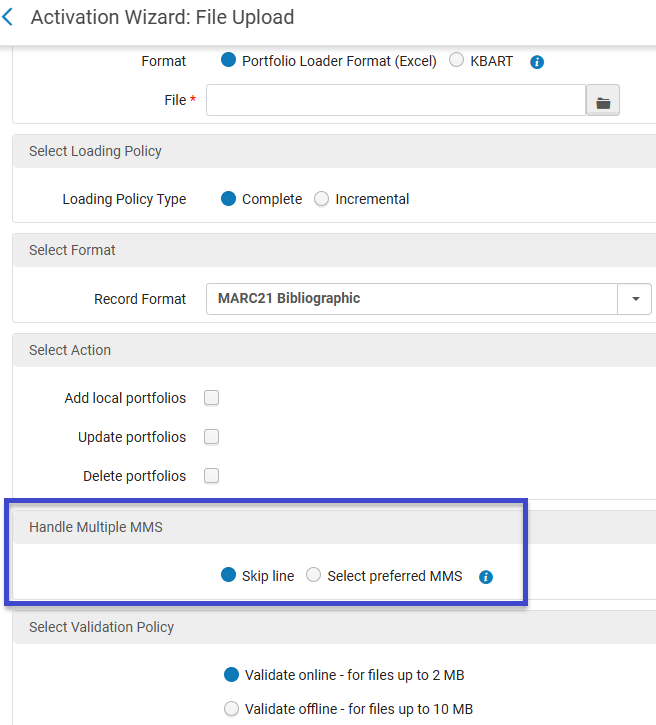 Activation Wizard: File Upload
Format Portfolio Loader Format (Excel) KBART
File *
Select Loading Policy
Loading Policy Type Complete Incremental
Select Format
Record Format MARC21 Bibliographic
Select Action
Add local portfolios
Update portfolios
Delete portfolios
Handle Multiple MMS
Skip line Select preferred MMS
Select Validation Policy
Validate online - for files up to 2 MB
Validate offline - for files up to 10 MB